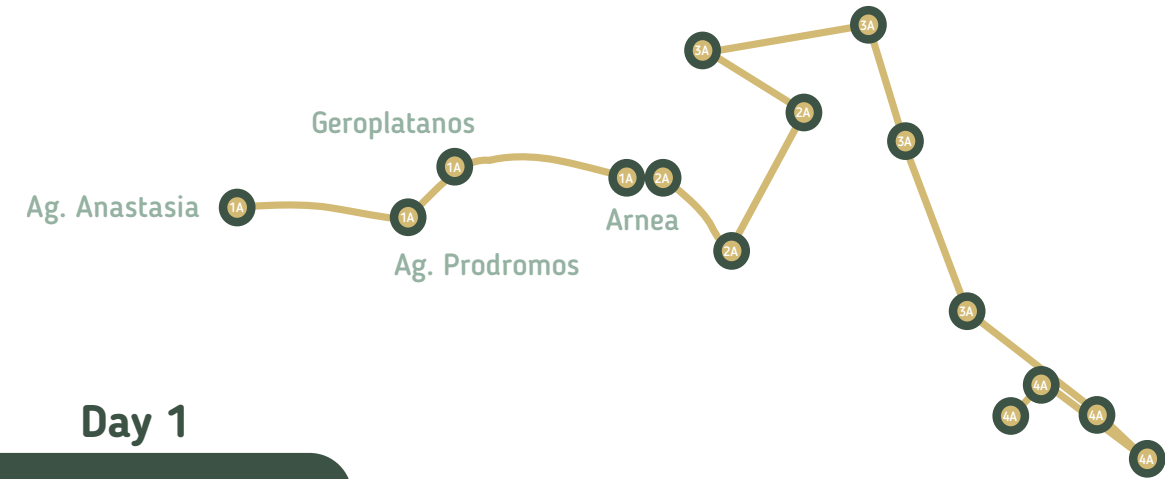 3A
3A
2A
Geroplatanos
3A
1A
1A
2A
Ag. Anastasia
1A
1A
Arnea
2A
Ag. Prodromos
3A
4A
4A
4A
Day 1
4A